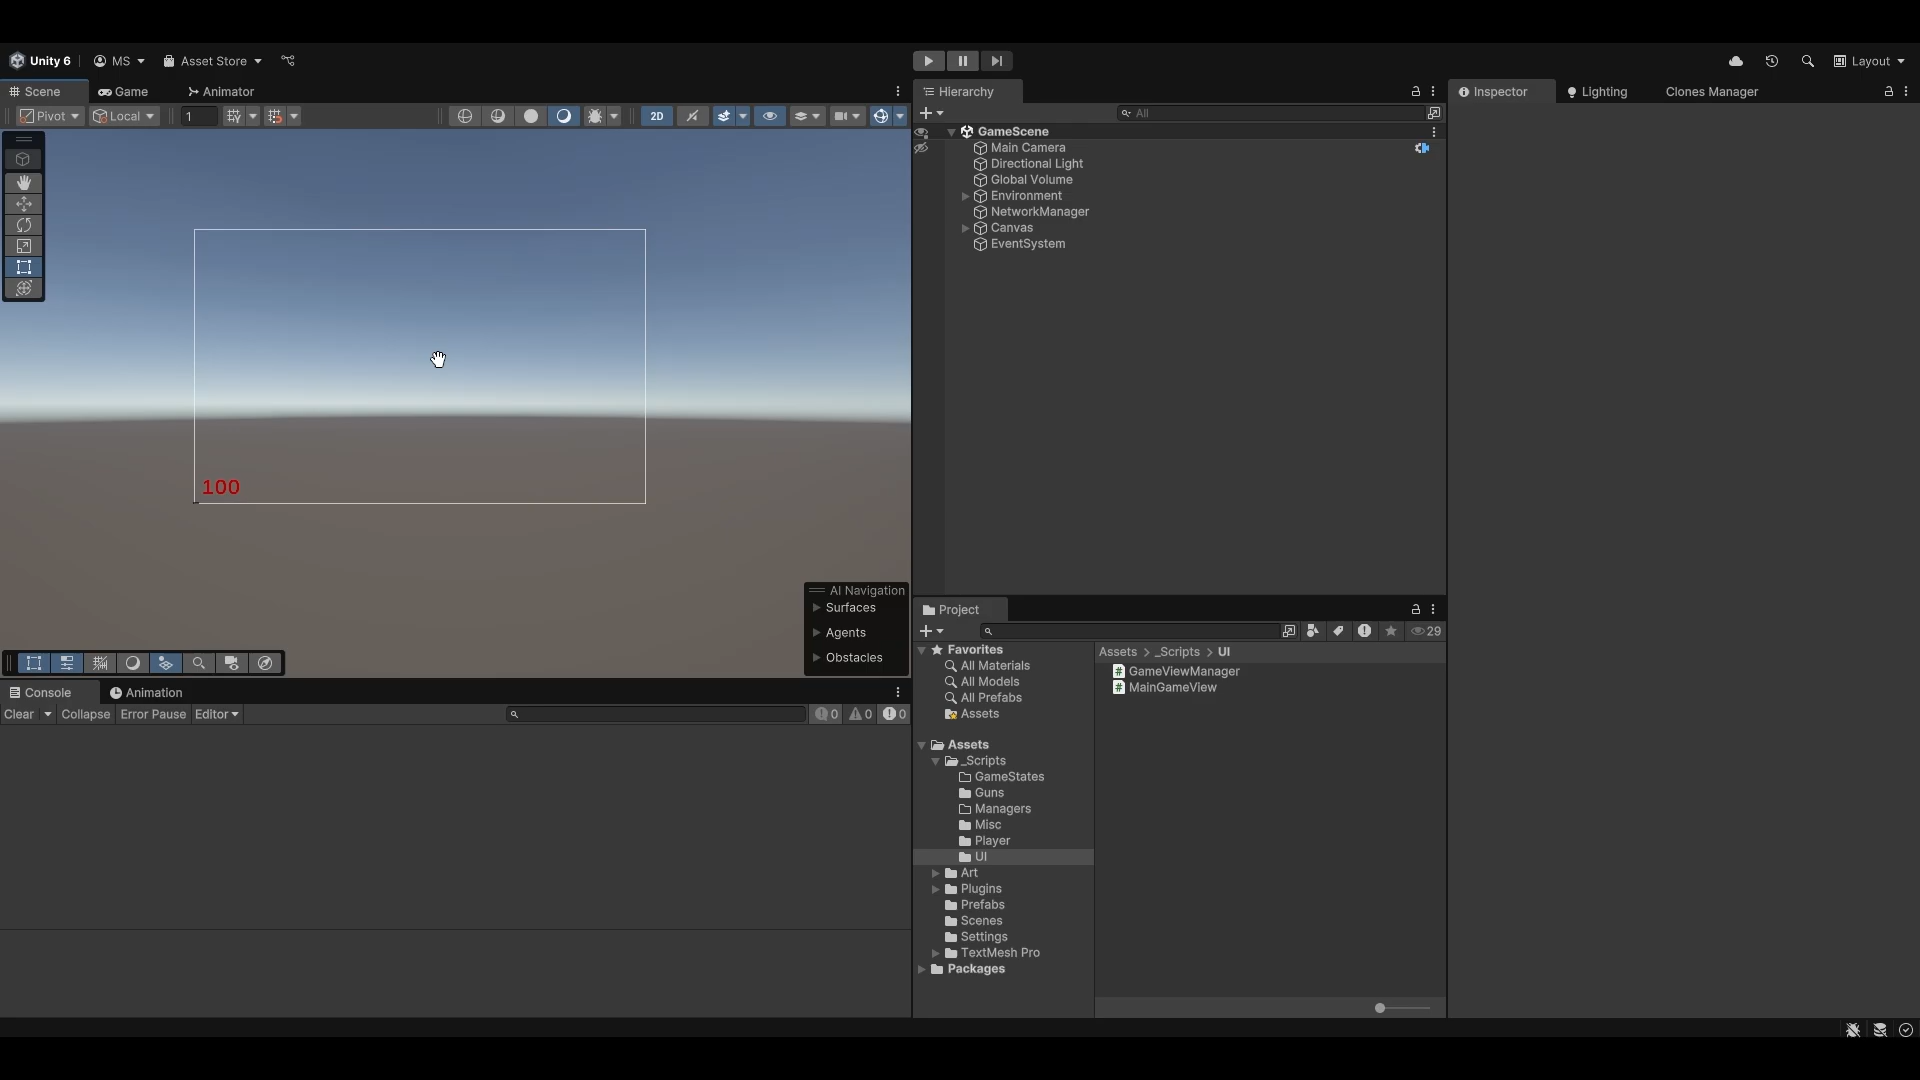 Unity 6 MS Asset Store Layout
Scene Game Animator
Pivot Local 1 2D
100
AI Navigation
Surfaces
Agents
Obstacles
Console Animation
Clear Collapse Error Pause Editor 0 0 0
Hierarchy
All
GameScene
Main Camera
Directional Light
Global Volume
Environment
NetworkManager
Canvas
EventSystem
Project
29
Favorites
All Materials
All Models
All Prefabs
Assets
Assets
_Scripts
GameStates
Guns
Managers
Misc
Player
UI
Art
Plugins
Prefabs
Scenes
Settings
TextMesh Pro
Packages
Assets > _Scripts > UI
GameViewManager
MainGameView
Inspector Lighting Clones Manager